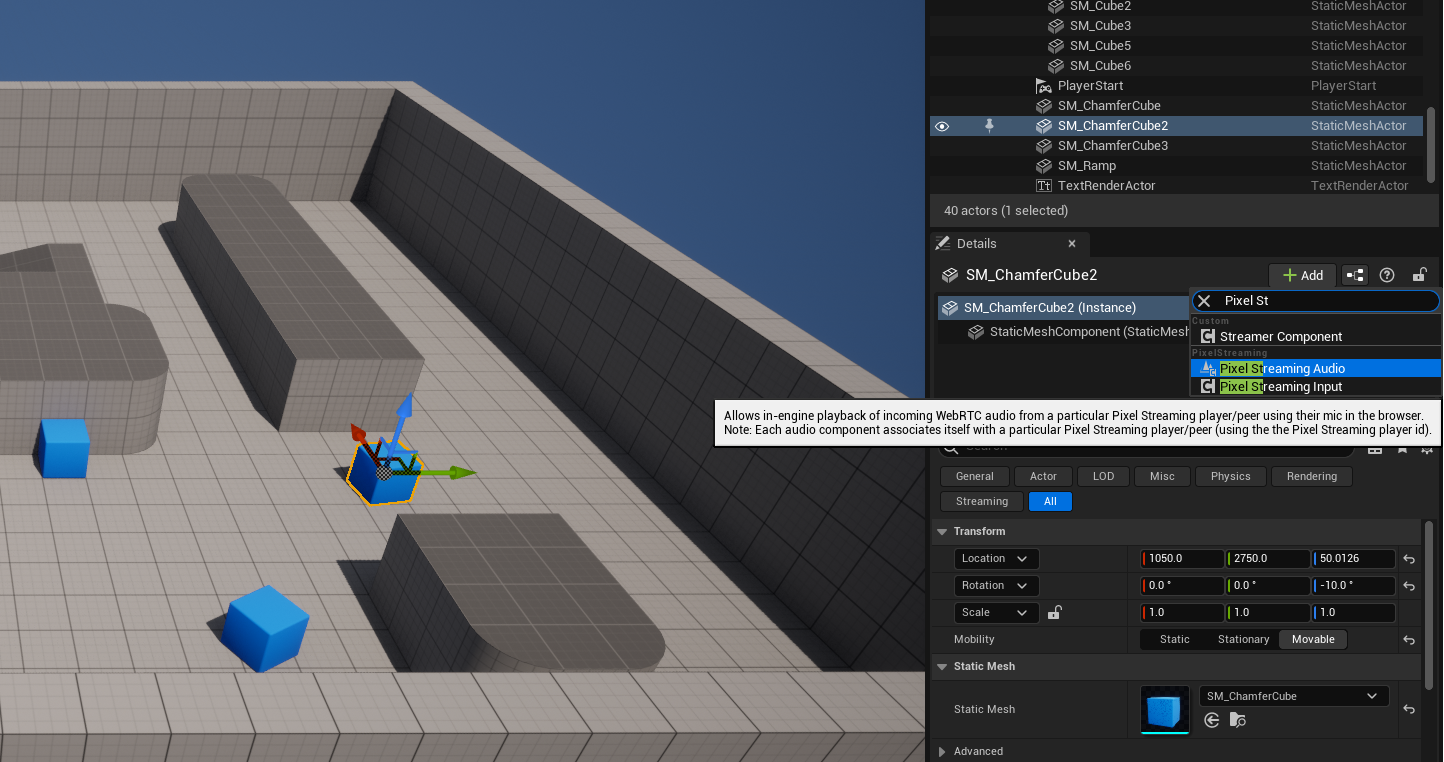 SM_Cube2 StaticMeshActor
SM_Cube3 StaticMeshActor
SM_Cube5 StaticMeshActor
SM_Cube6 StaticMeshActor
PlayerStart PlayerStart
SM_ChamferCube StaticMeshActor
SM_ChamferCube2 StaticMeshActor
SM_ChamferCube3 StaticMeshActor
SM_Ramp StaticMeshActor
Tt TextRenderActor TextRenderActor
40 actors (1 selected)
Details
SM_ChamferCube2 Add
Pixel St
SM_ChamferCube2 (Instance)
Custom
StaticMeshComponent (StaticMesh
Streamer Component
PixelStreaming
Pixel Streaming Audio
Pixel Streaming Input
Allows in-engine playback of incoming WebRTC audio from a particular Pixel Streaming player/peer using their mic in the browser.
Note: Each audio component associates itself with a particular Pixel Streaming player/peer (using the the Pixel Streaming player id).
Search
General Actor LOD Misc Physics Rendering
Streaming All
Transform
Location 1050.0 2750.0 50.0126
Rotation 0.0 ° 0.0 ° -10.0 °
Scale 1.0 1.0 1.0
Mobility Static Stationary Movable
Static Mesh
Static Mesh SM_ChamferCube
Advanced